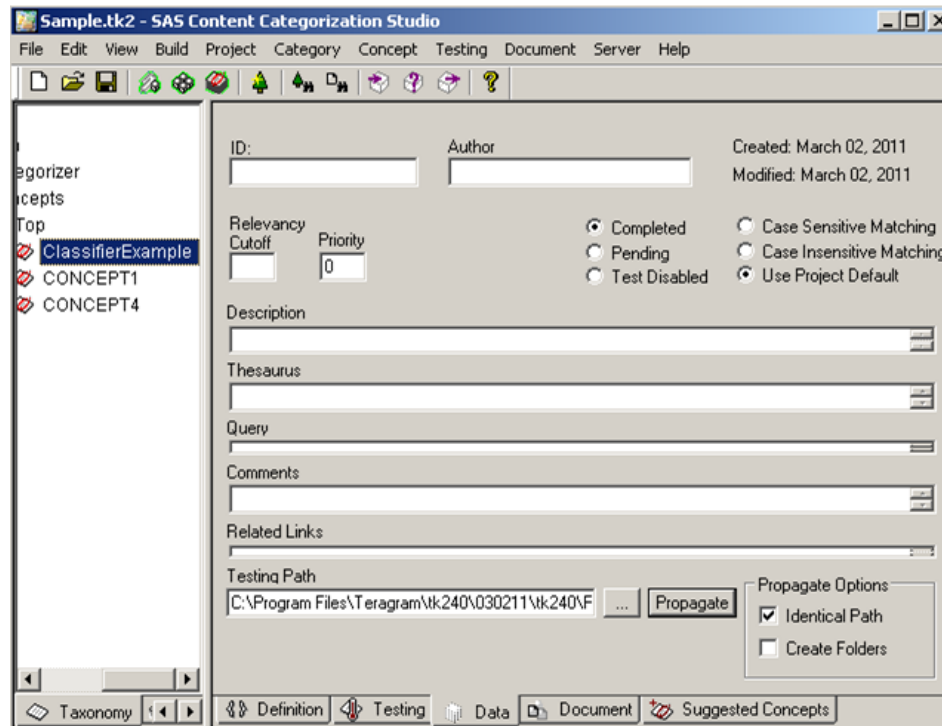 Sample.tk2 - SAS Content Categorization Studio
File Edit View Build Project Category Concept Testing Document Server Help
ID:
Author
Created: March 02, 2011
Modified: March 02, 2011
egorizer
cepts
Top
ClassifierExample
CONCEPT1
CONCEPT4
Relevancy
Cutoff
Priority
0
Completed
Pending
Test Disabled
Case Sensitive Matching
Case Insensitive Matching
Use Project Default
Description
Thesaurus
Query
Comments
Related Links
Testing Path
C:\Program Files\Teragram\tk240\030211\tk240\F
...
Propagate
Propagate Options
Identical Path
Create Folders
Taxonomy
Definition
Testing
Data
Document
Suggested Concepts